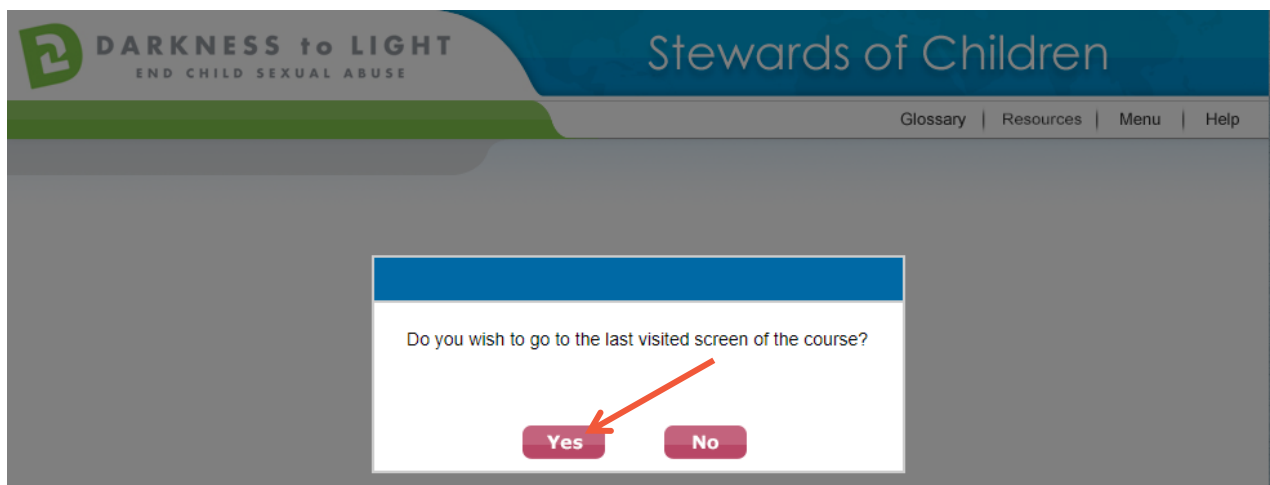 DARKNESS to LIGHT
END CHILD SEXUAL ABUSE
Stewards of Children
Glossary | Resources | Menu | Help
Do you wish to go to the last visited screen of the course?
Yes No